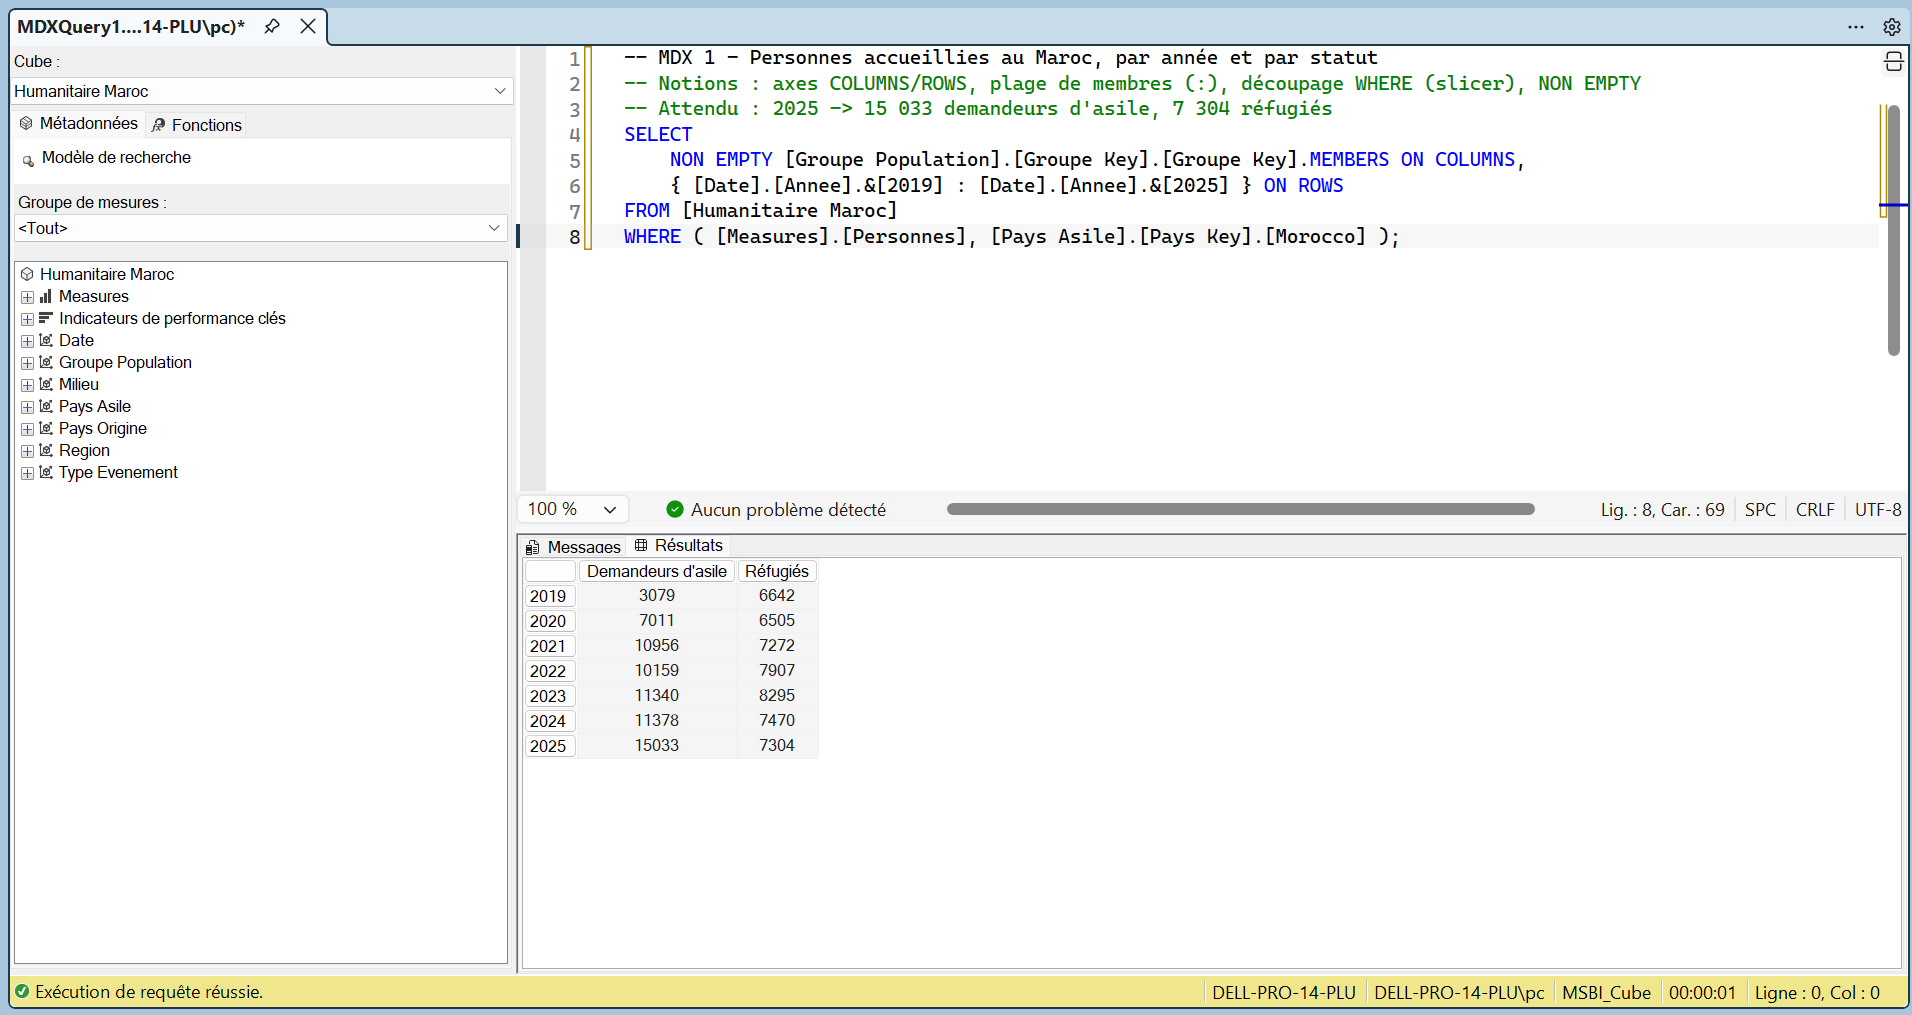 MDXQuery1....14-PLU\pc)*
Cube :
Humanitaire Maroc
Métadonnées
Fonctions
Modèle de recherche
Groupe de mesures :
<Tout>
Humanitaire Maroc
Measures
Indicateurs de performance clés
Date
Groupe Population
Milieu
Pays Asile
Pays Origine
Region
Type Evenement
1 -- MDX 1 - Personnes accueillies au Maroc, par année et par statut
2 -- Notions : axes COLUMNS/ROWS, plage de membres (:), découpage WHERE (slicer), NON EMPTY
3 -- Attendu : 2025 -> 15 033 demandeurs d'asile, 7 304 réfugiés
4 SELECT
5 NON EMPTY [Groupe Population].[Groupe Key].[Groupe Key].MEMBERS ON COLUMNS,
6 { [Date].[Annee].&[2019] : [Date].[Annee].&[2025] } ON ROWS
7 FROM [Humanitaire Maroc]
8 WHERE ( [Measures].[Personnes], [Pays Asile].[Pays Key].[Morocco] );
100 %
Aucun problème détecté
Lig. : 8, Car. : 69
SPC
CRLF
UTF-8
Messages
Résultats
Demandeurs d'asile Réfugiés
2019 3079 6642
2020 7011 6505
2021 10956 7272
2022 10159 7907
2023 11340 8295
2024 11378 7470
2025 15033 7304
Exécution de requête réussie.
DELL-PRO-14-PLU
DELL-PRO-14-PLU\pc
MSBI_Cube
00:00:01
Ligne : 0, Col : 0